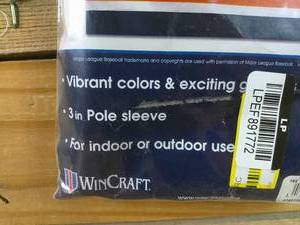 Major League Baseball trademarks and copyrights are used with permission of Major League Baseball
• Vibrant colors & exciting g
• 3 in Pole sleeve
• For indoor or outdoor use
LP
LPEF891772
WINCRAFT